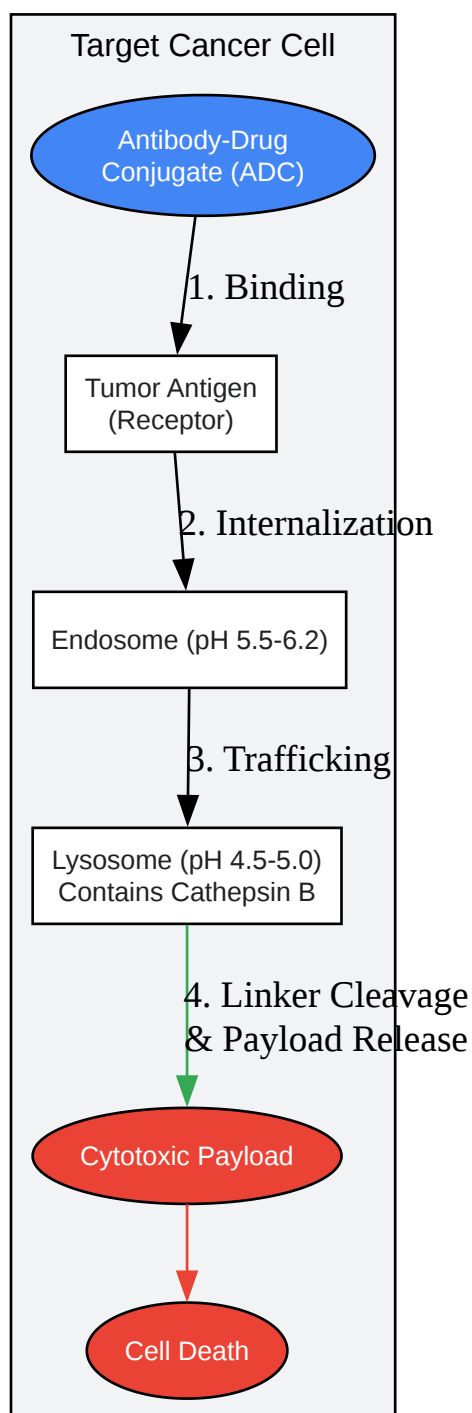 Target Cancer Cell
Antibody-Drug
Conjugate (ADC)
1. Binding
Tumor Antigen
(Receptor)
2. Internalization
Endosome (pH 5.5-6.2)
3. Trafficking
Lysosome (pH 4.5-5.0)
Contains Cathepsin B
4. Linker Cleavage
& Payload Release
Cytotoxic Payload
Cell Death